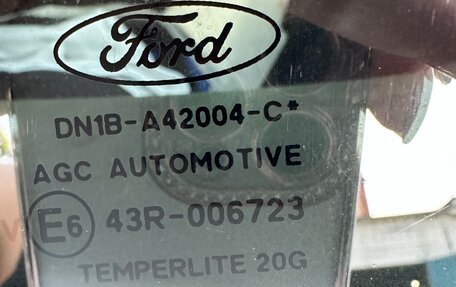 Ford
DN1B-A42004-C*
AGC AUTOMOTIVE
E6 43R-006723
TEMPERLITE 20G